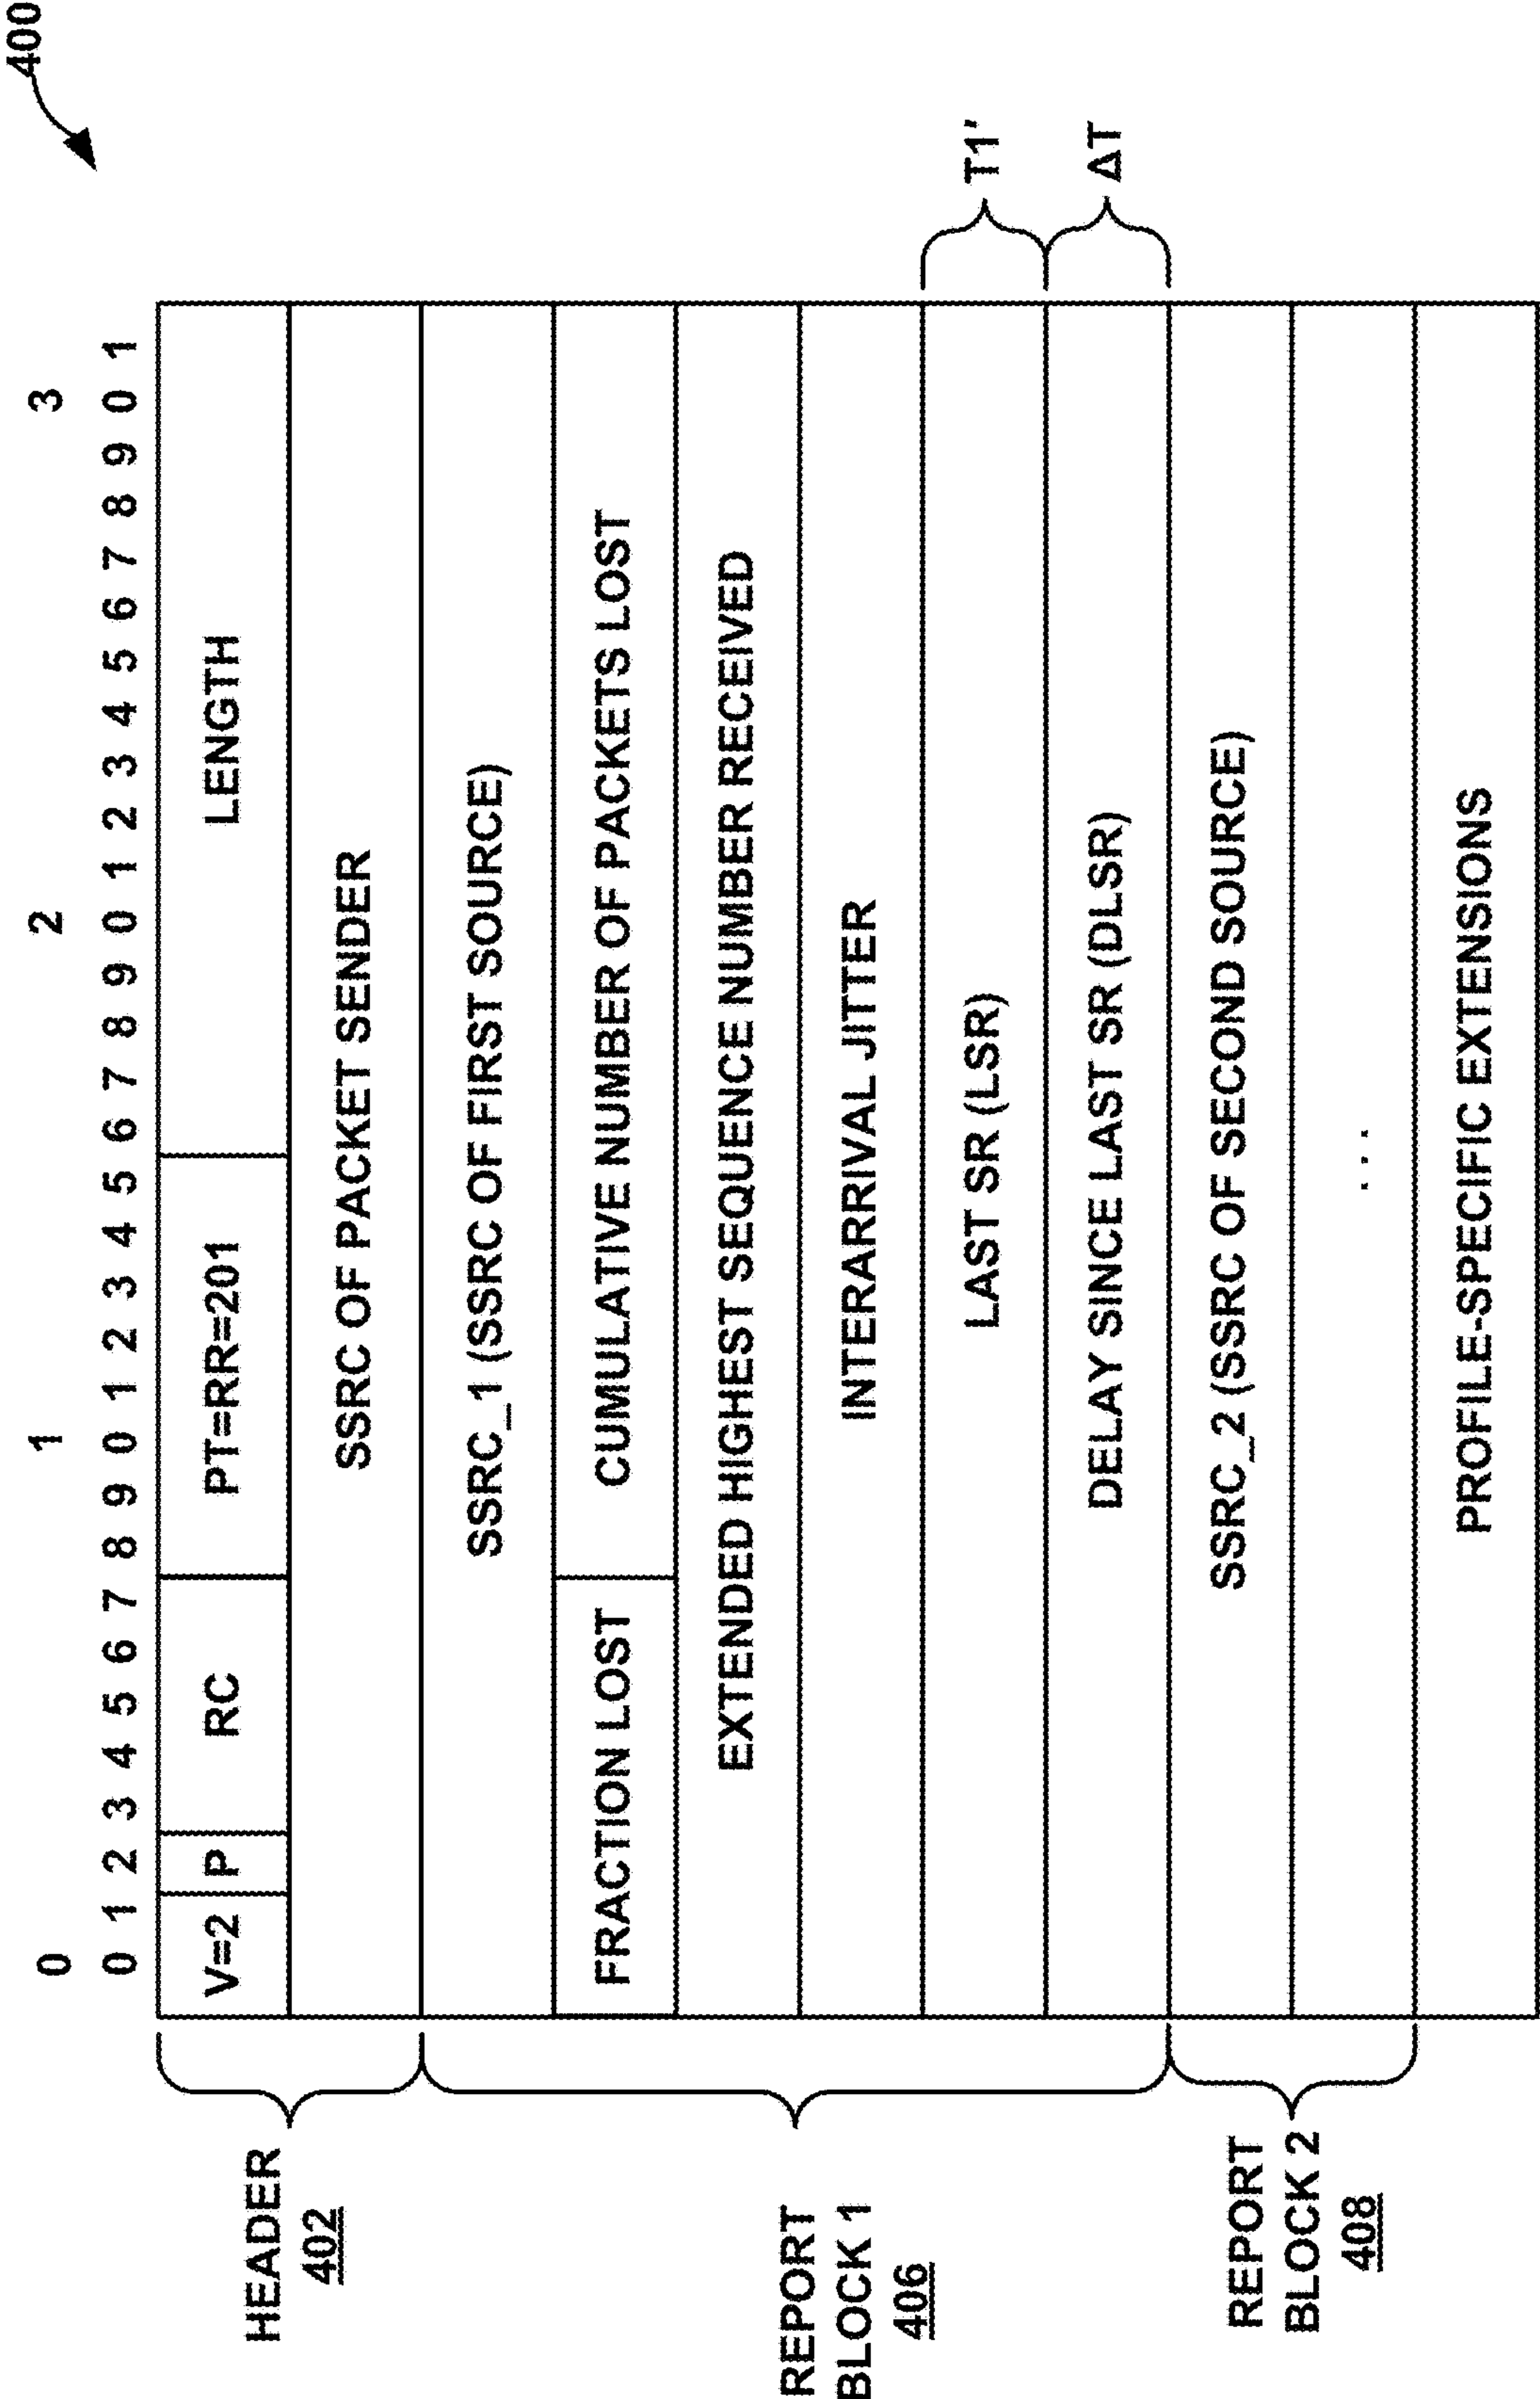 400
0 1 2 3
0 1 2 3 4 5 6 7 8 9 0 1 2 3 4 5 6 7 8 9 0 1 2 3 4 5 6 7 8 9 0 1
HEADER
402
V=2 P RC PT=RR=201 LENGTH
SSRC OF PACKET SENDER
REPORT
BLOCK 1
406
SSRC_1 (SSRC OF FIRST SOURCE)
FRACTION LOST CUMULATIVE NUMBER OF PACKETS LOST
EXTENDED HIGHEST SEQUENCE NUMBER RECEIVED
INTERARRIVAL JITTER
LAST SR (LSR) T1'
DELAY SINCE LAST SR (DLSR) ΔT
REPORT
BLOCK 2
408
SSRC_2 (SSRC OF SECOND SOURCE)
...
PROFILE-SPECIFIC EXTENSIONS